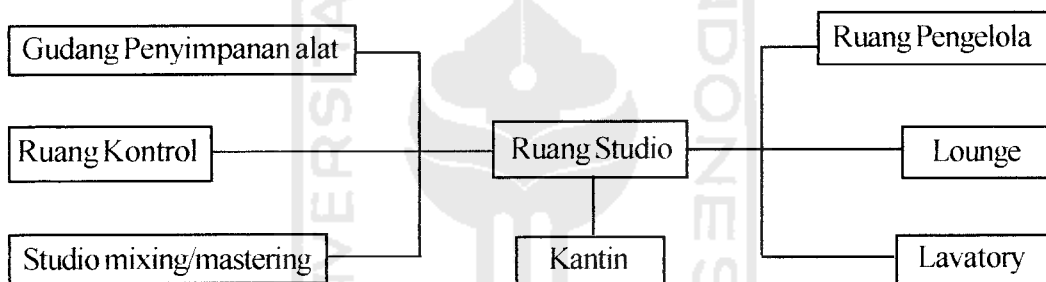 Gudang Penyimpanan alat
Ruang Pengelola
Ruang Kontrol
Ruang Studio
Lounge
Studio mixing/mastering
Kantin
Lavatory